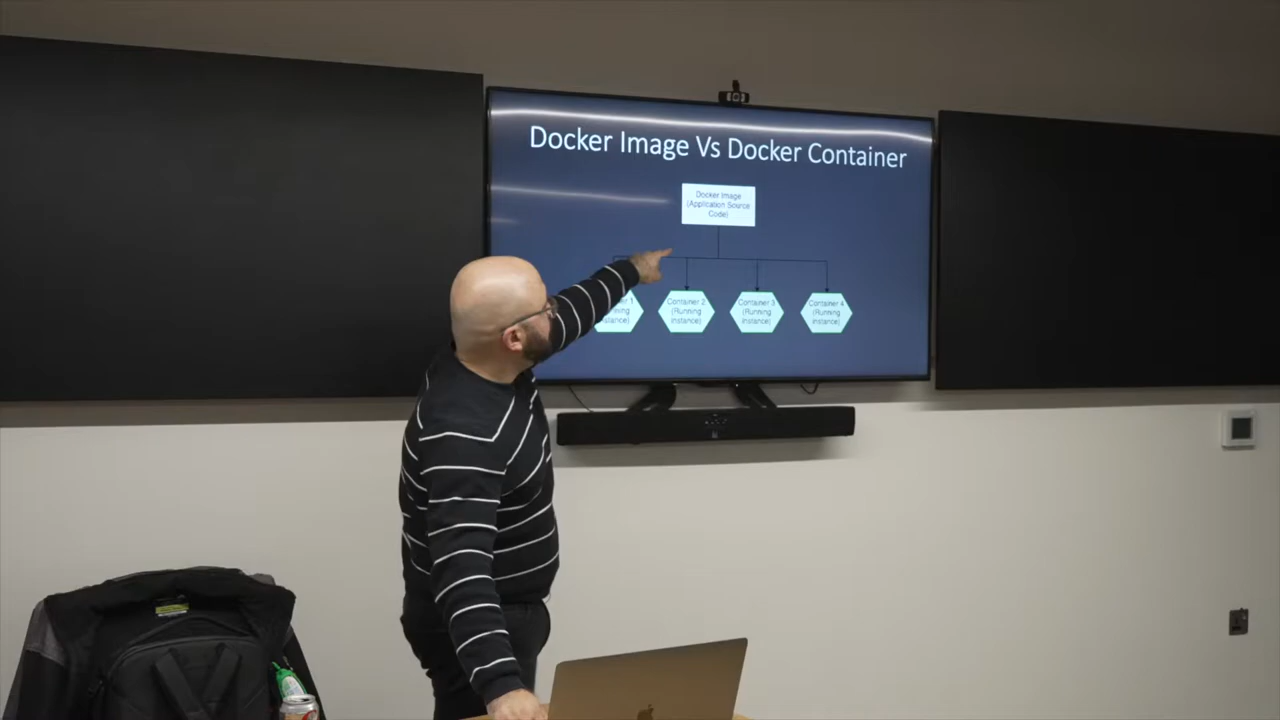 Docker Image Vs Docker Container
Docker Image
(Application Source
Code)
Container 2
(Running
instance)
Container 3
(Running
instance)
Container 4
(Running
instance)